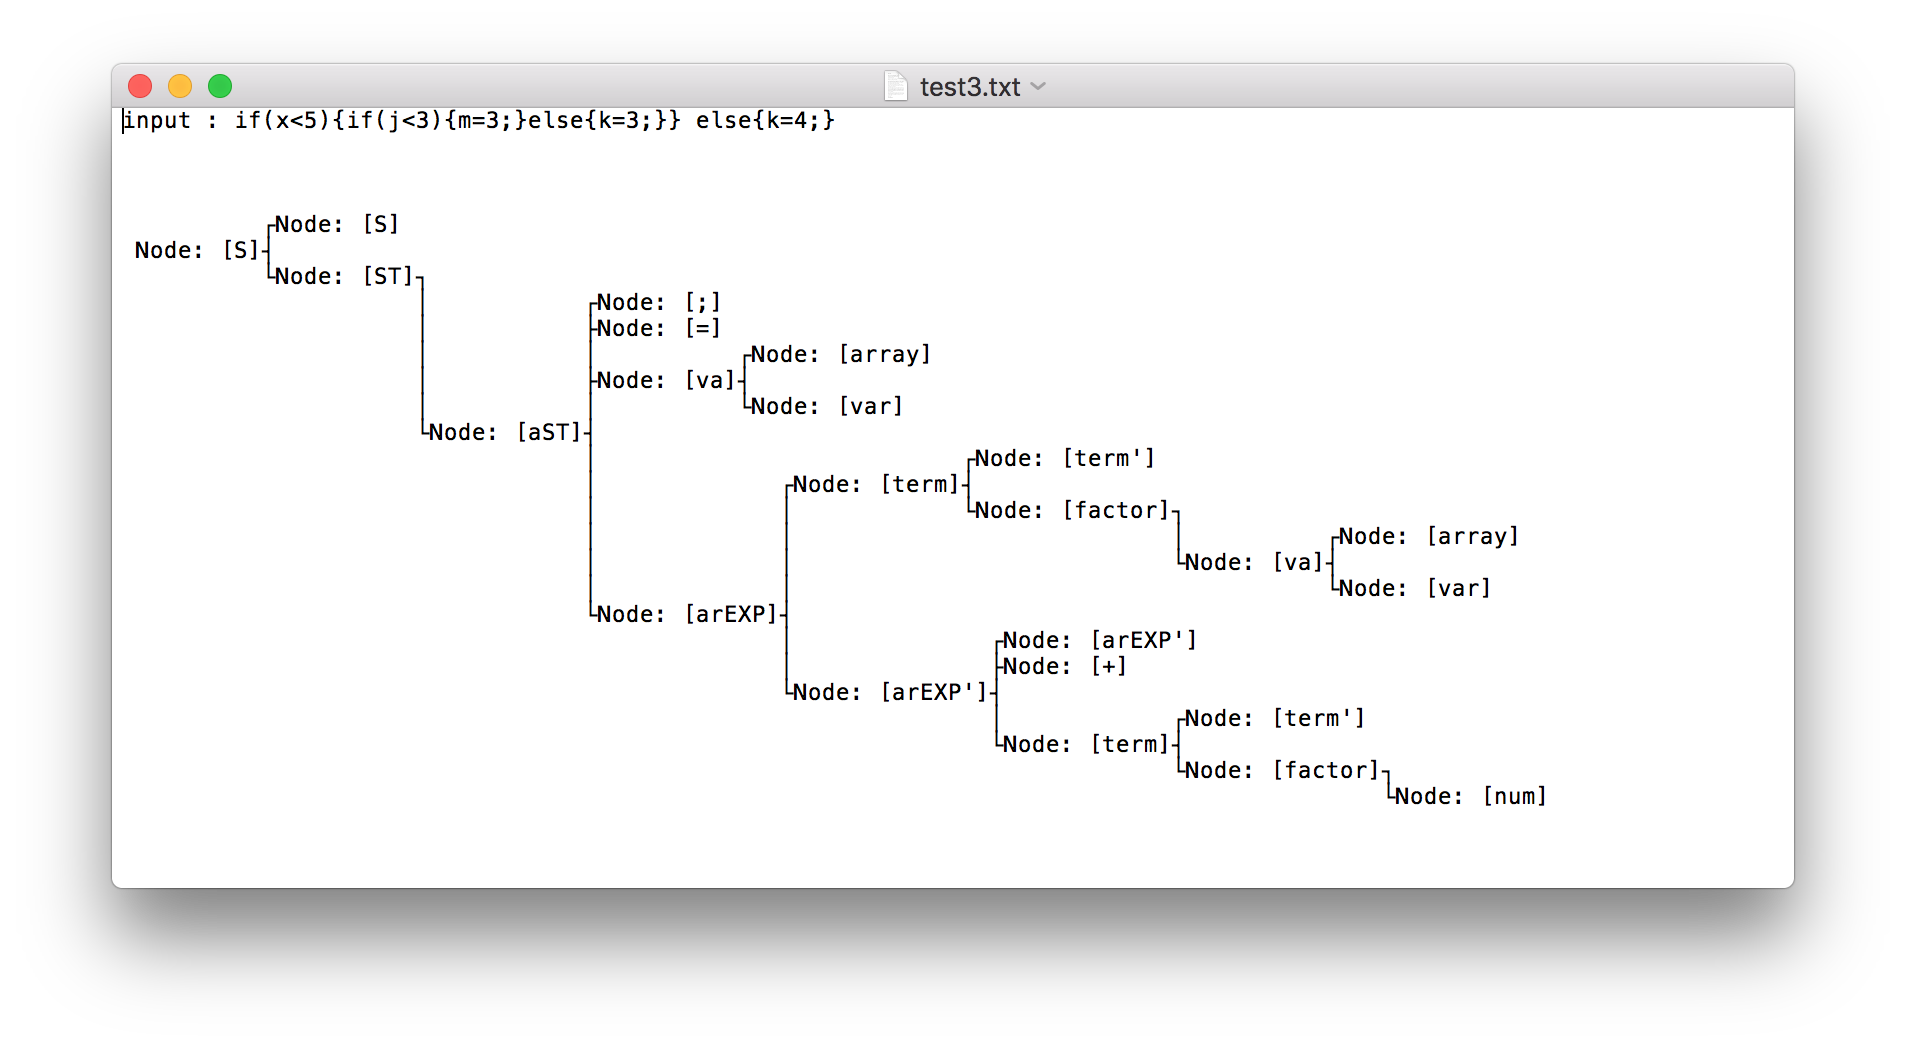 test3.txt
input : if(x<5){if(j<3){m=3;}else{k=3;}} else{k=4;}
Node: [S]
Node: [S]
Node: [ST]
Node: [;]
Node: [=]
Node: [array]
Node: [va]
Node: [var]
Node: [aST]
Node: [term']
Node: [term]
Node: [factor]
Node: [array]
Node: [va]
Node: [var]
Node: [arEXP]
Node: [arEXP']
Node: [+]
Node: [arEXP']
Node: [term']
Node: [term]
Node: [factor]
Node: [num]